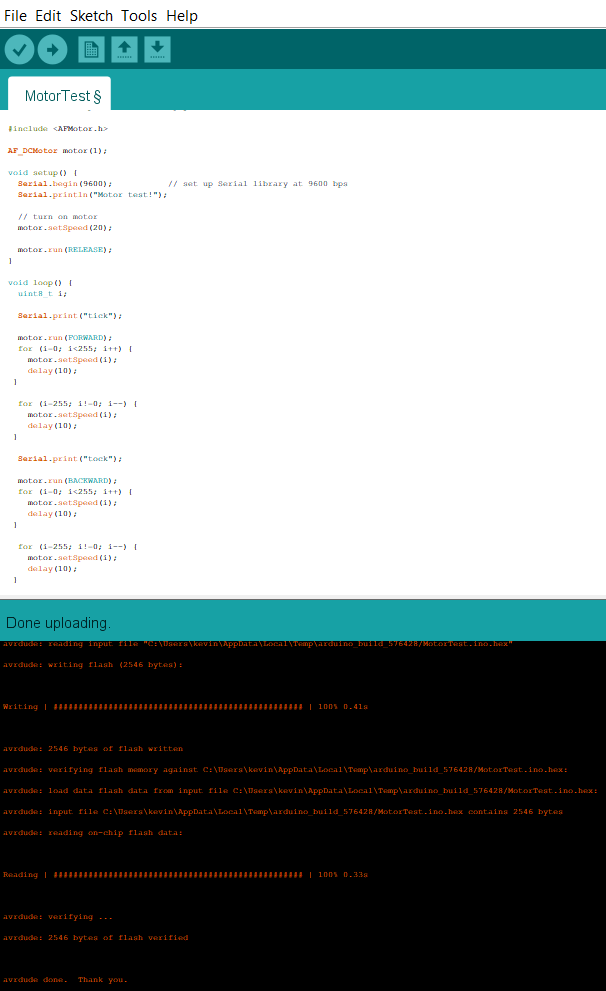 File Edit Sketch Tools Help
MotorTest §
#include <AFMotor.h>
AF_DCMotor motor(1);
void setup() {
Serial.begin(9600); // set up Serial library at 9600 bps
Serial.println("Motor test!");
// turn on motor
motor.setSpeed(20);
motor.run(RELEASE);
}
void loop() {
uint8_t i;
Serial.print("tick");
motor.run(FORWARD);
for (i=0; i<255; i++) {
motor.setSpeed(i);
delay(10);
}
for (i=255; i!=0; i--) {
motor.setSpeed(i);
delay(10);
}
Serial.print("tock");
motor.run(BACKWARD);
for (i=0; i<255; i++) {
motor.setSpeed(i);
delay(10);
}
for (i=255; i!=0; i--) {
motor.setSpeed(i);
delay(10);
}
Done uploading.
avrdude: reading input file "C:\Users\kevin\AppData\Local\Temp\arduino_build_576428/MotorTest.ino.hex"
avrdude: writing flash (2546 bytes):
Writing | ################################################## | 100% 0.41s
avrdude: 2546 bytes of flash written
avrdude: verifying flash memory against C:\Users\kevin\AppData\Local\Temp\arduino_build_576428/MotorTest.ino.hex:
avrdude: load data flash data from input file C:\Users\kevin\AppData\Local\Temp\arduino_build_576428/MotorTest.ino.hex:
avrdude: input file C:\Users\kevin\AppData\Local\Temp\arduino_build_576428/MotorTest.ino.hex contains 2546 bytes
avrdude: reading on-chip flash data:
Reading | ################################################## | 100% 0.33s
avrdude: verifying ...
avrdude: 2546 bytes of flash verified
avrdude done.  Thank you.